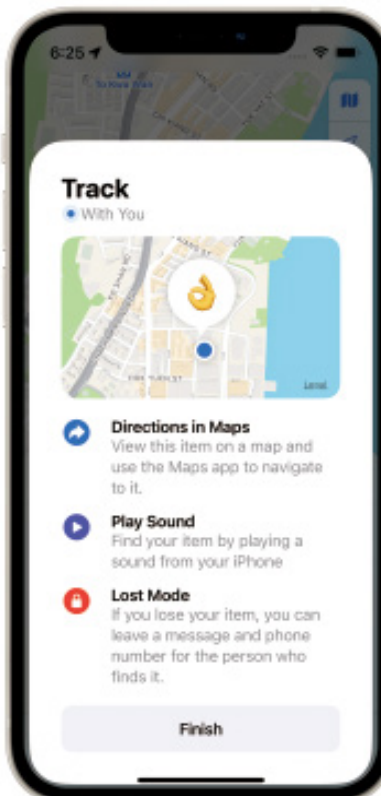 6:25
Track
With You
Legal
Directions in Maps
View this item on a map and
use the Maps app to navigate
to it.
Play Sound
Find your item by playing a
sound from your iPhone
Lost Mode
If you lose your item, you can
leave a message and phone
number for the person who
finds it.
Finish